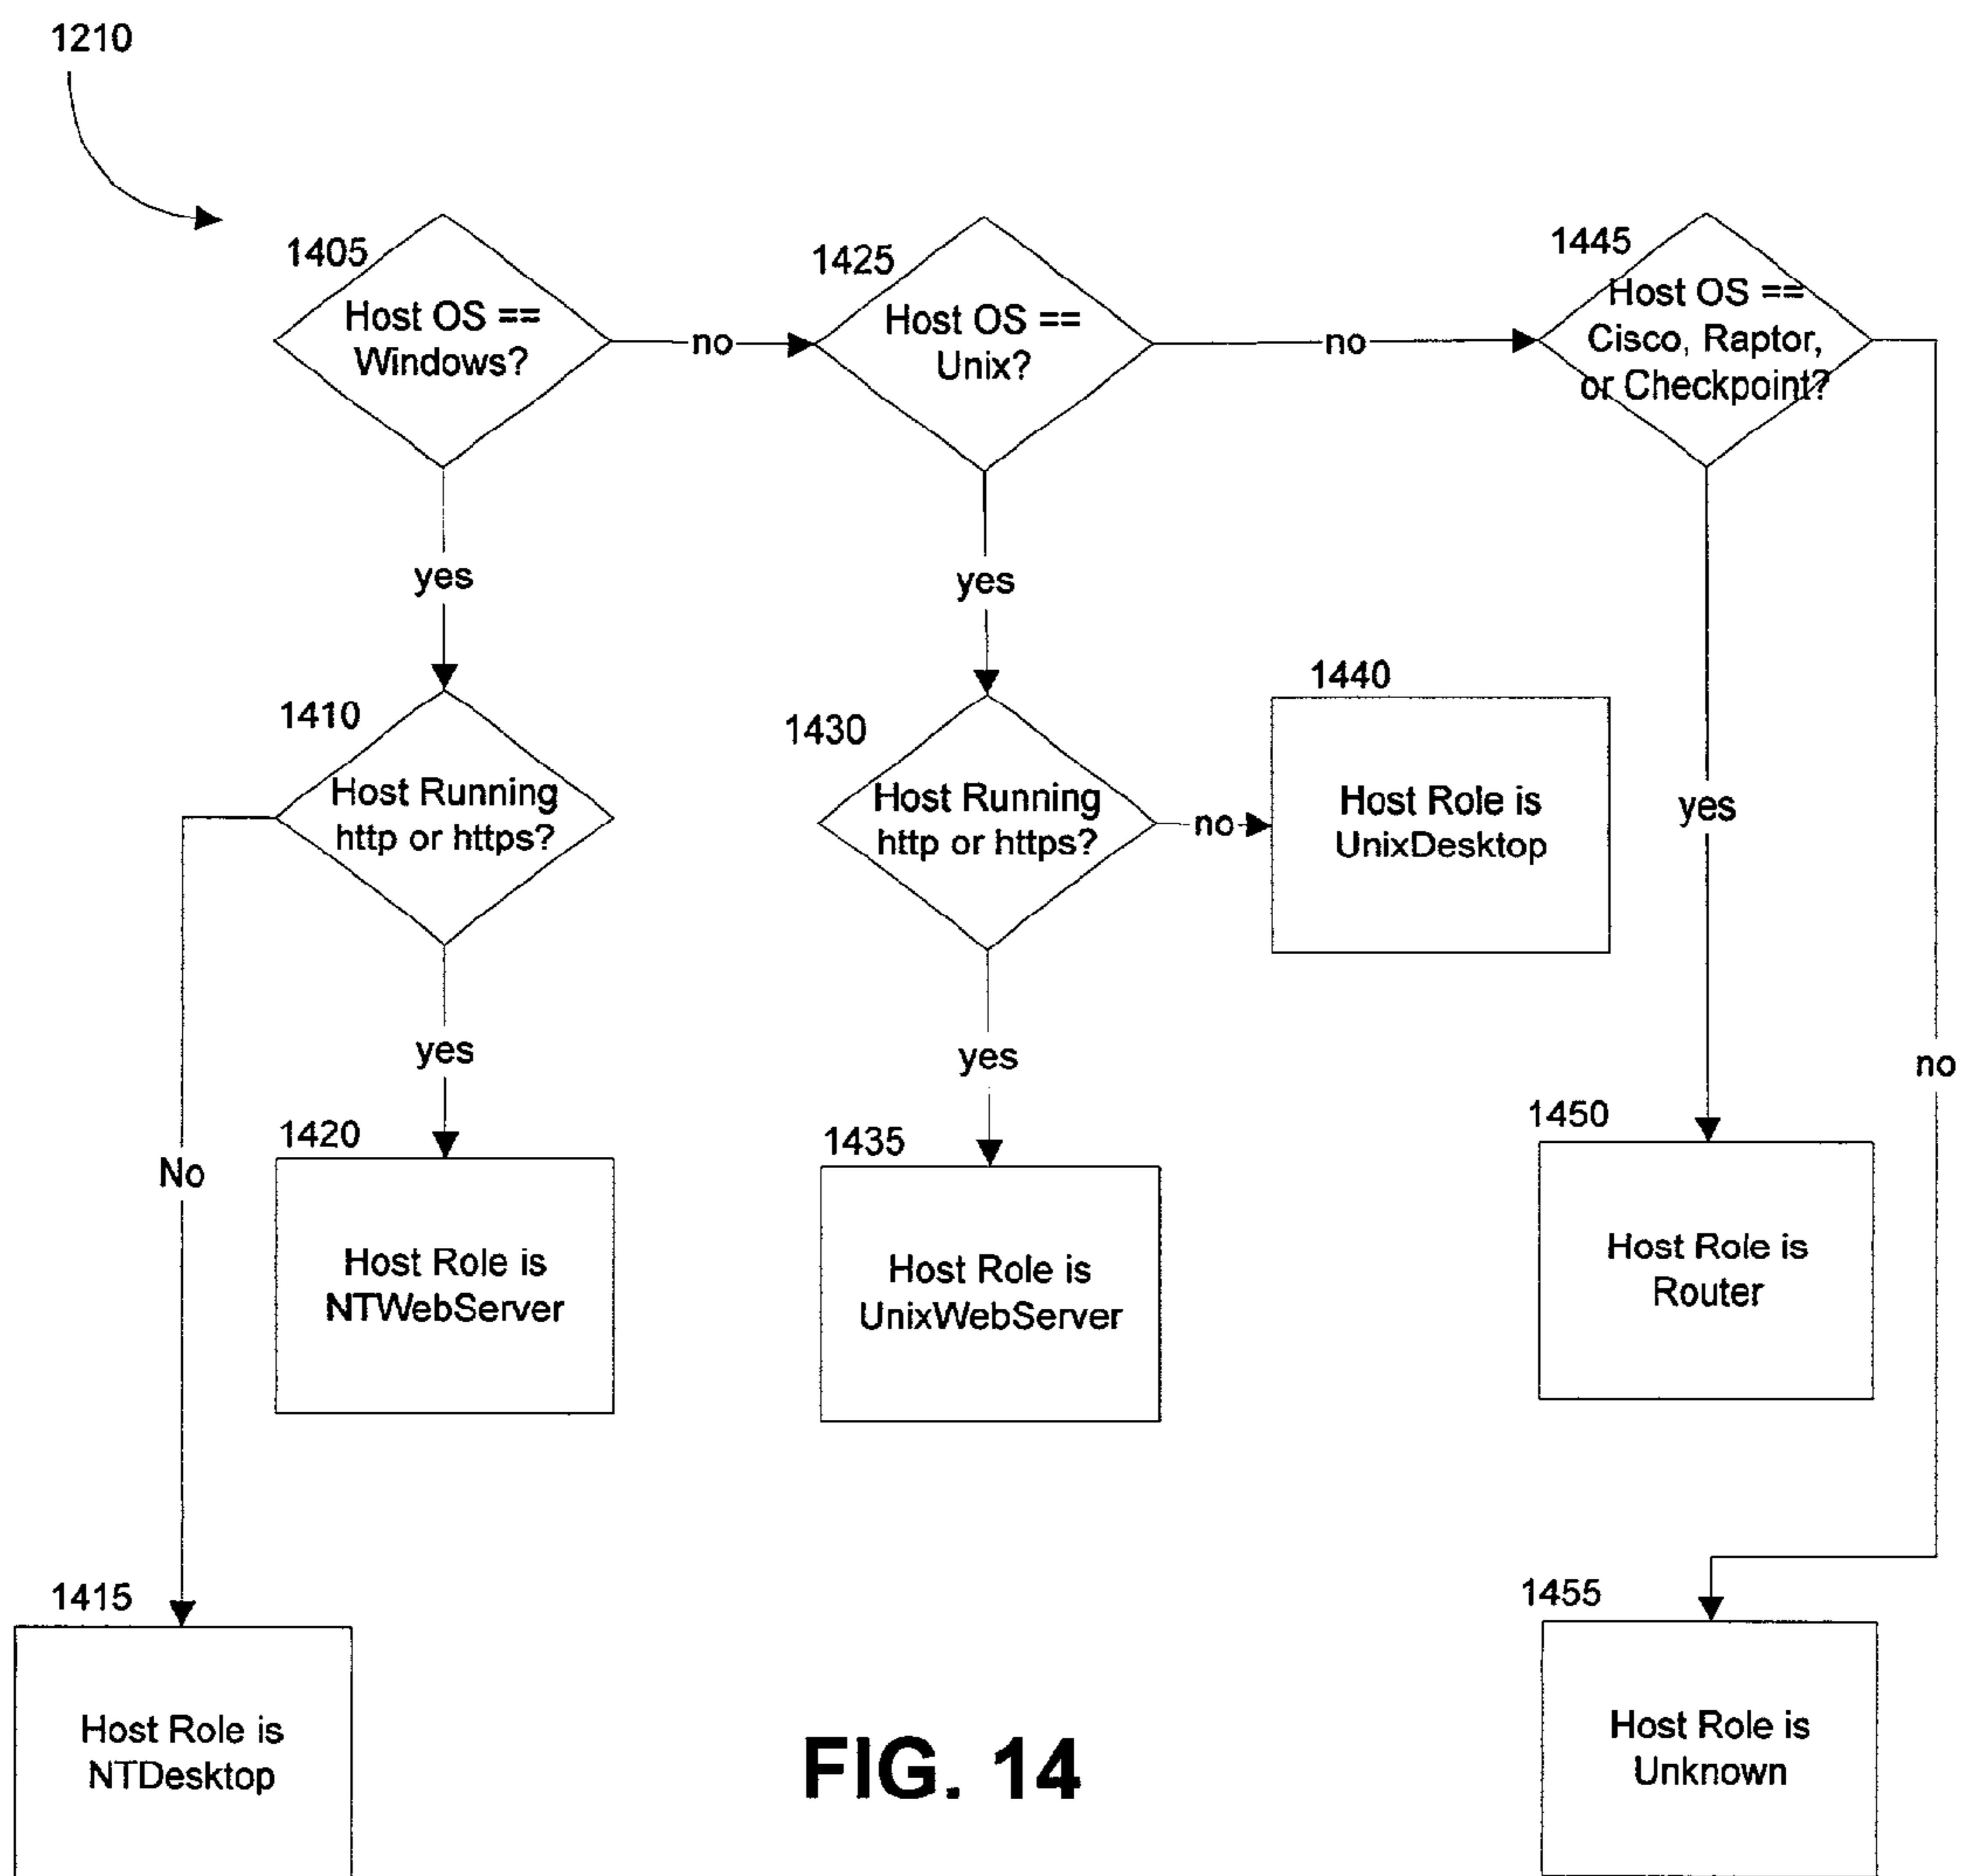 1210
1405
Host OS ==
Windows?
no
1425
Host OS ==
Unix?
no
1445
Host OS ==
Cisco, Raptor,
or Checkpoint?
yes
yes
1410
Host Running
http or https?
1430
Host Running
http or https?
no
1440
Host Role is
UnixDesktop
yes
no
yes
yes
No
1420
Host Role is
NTWebServer
1435
Host Role is
UnixWebServer
1450
Host Role is
Router
1415
Host Role is
NTDesktop
FIG. 14
1455
Host Role is
Unknown